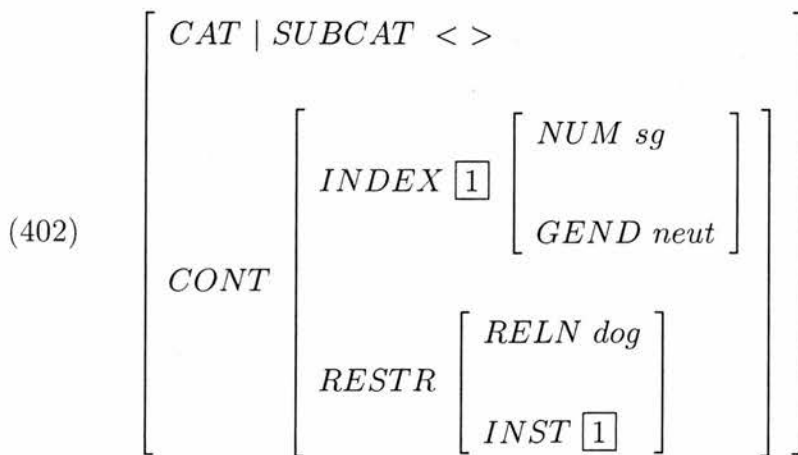 CAT | SUBCAT < >
NUM sg
INDEX 1
GEND neut
(402)
CONT
RELN dog
RESTR
INST 1